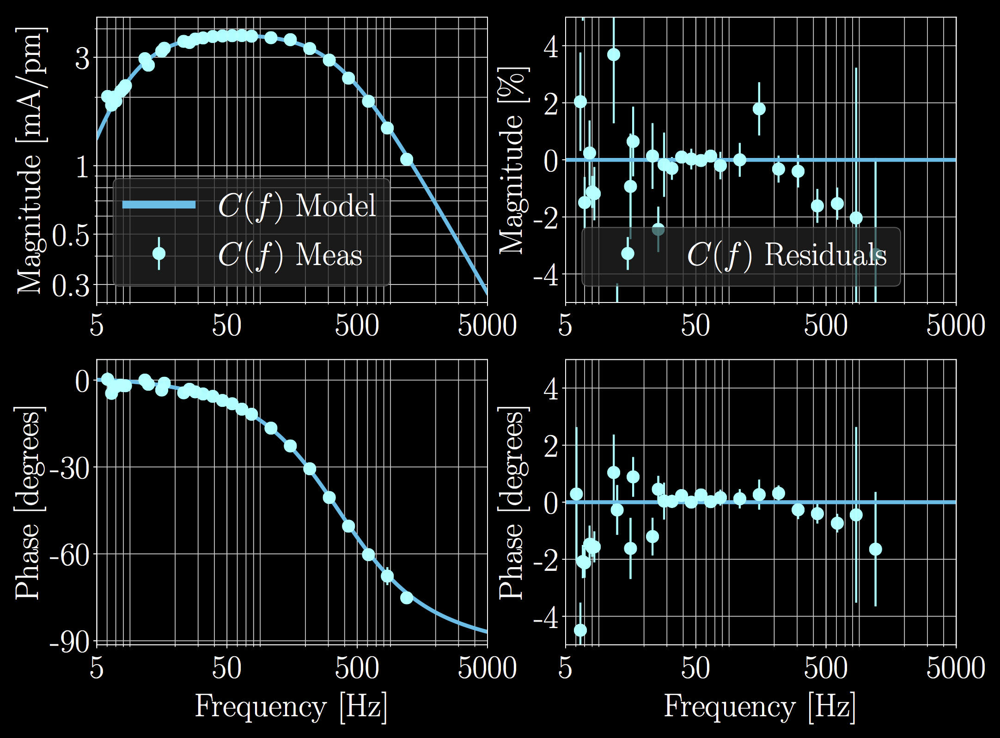 Magnitude [mA/pm]
3
1
0.5
0.3
C(f) Model
C(f) Meas
5 50 500 5000
Magnitude [%]
4
2
0
-2
-4
C(f) Residuals
5 50 500 5000
Phase [degrees]
0
-30
-60
-90
5 50 500 5000
Frequency [Hz]
Phase [degrees]
4
2
0
-2
-4
5 50 500 5000
Frequency [Hz]